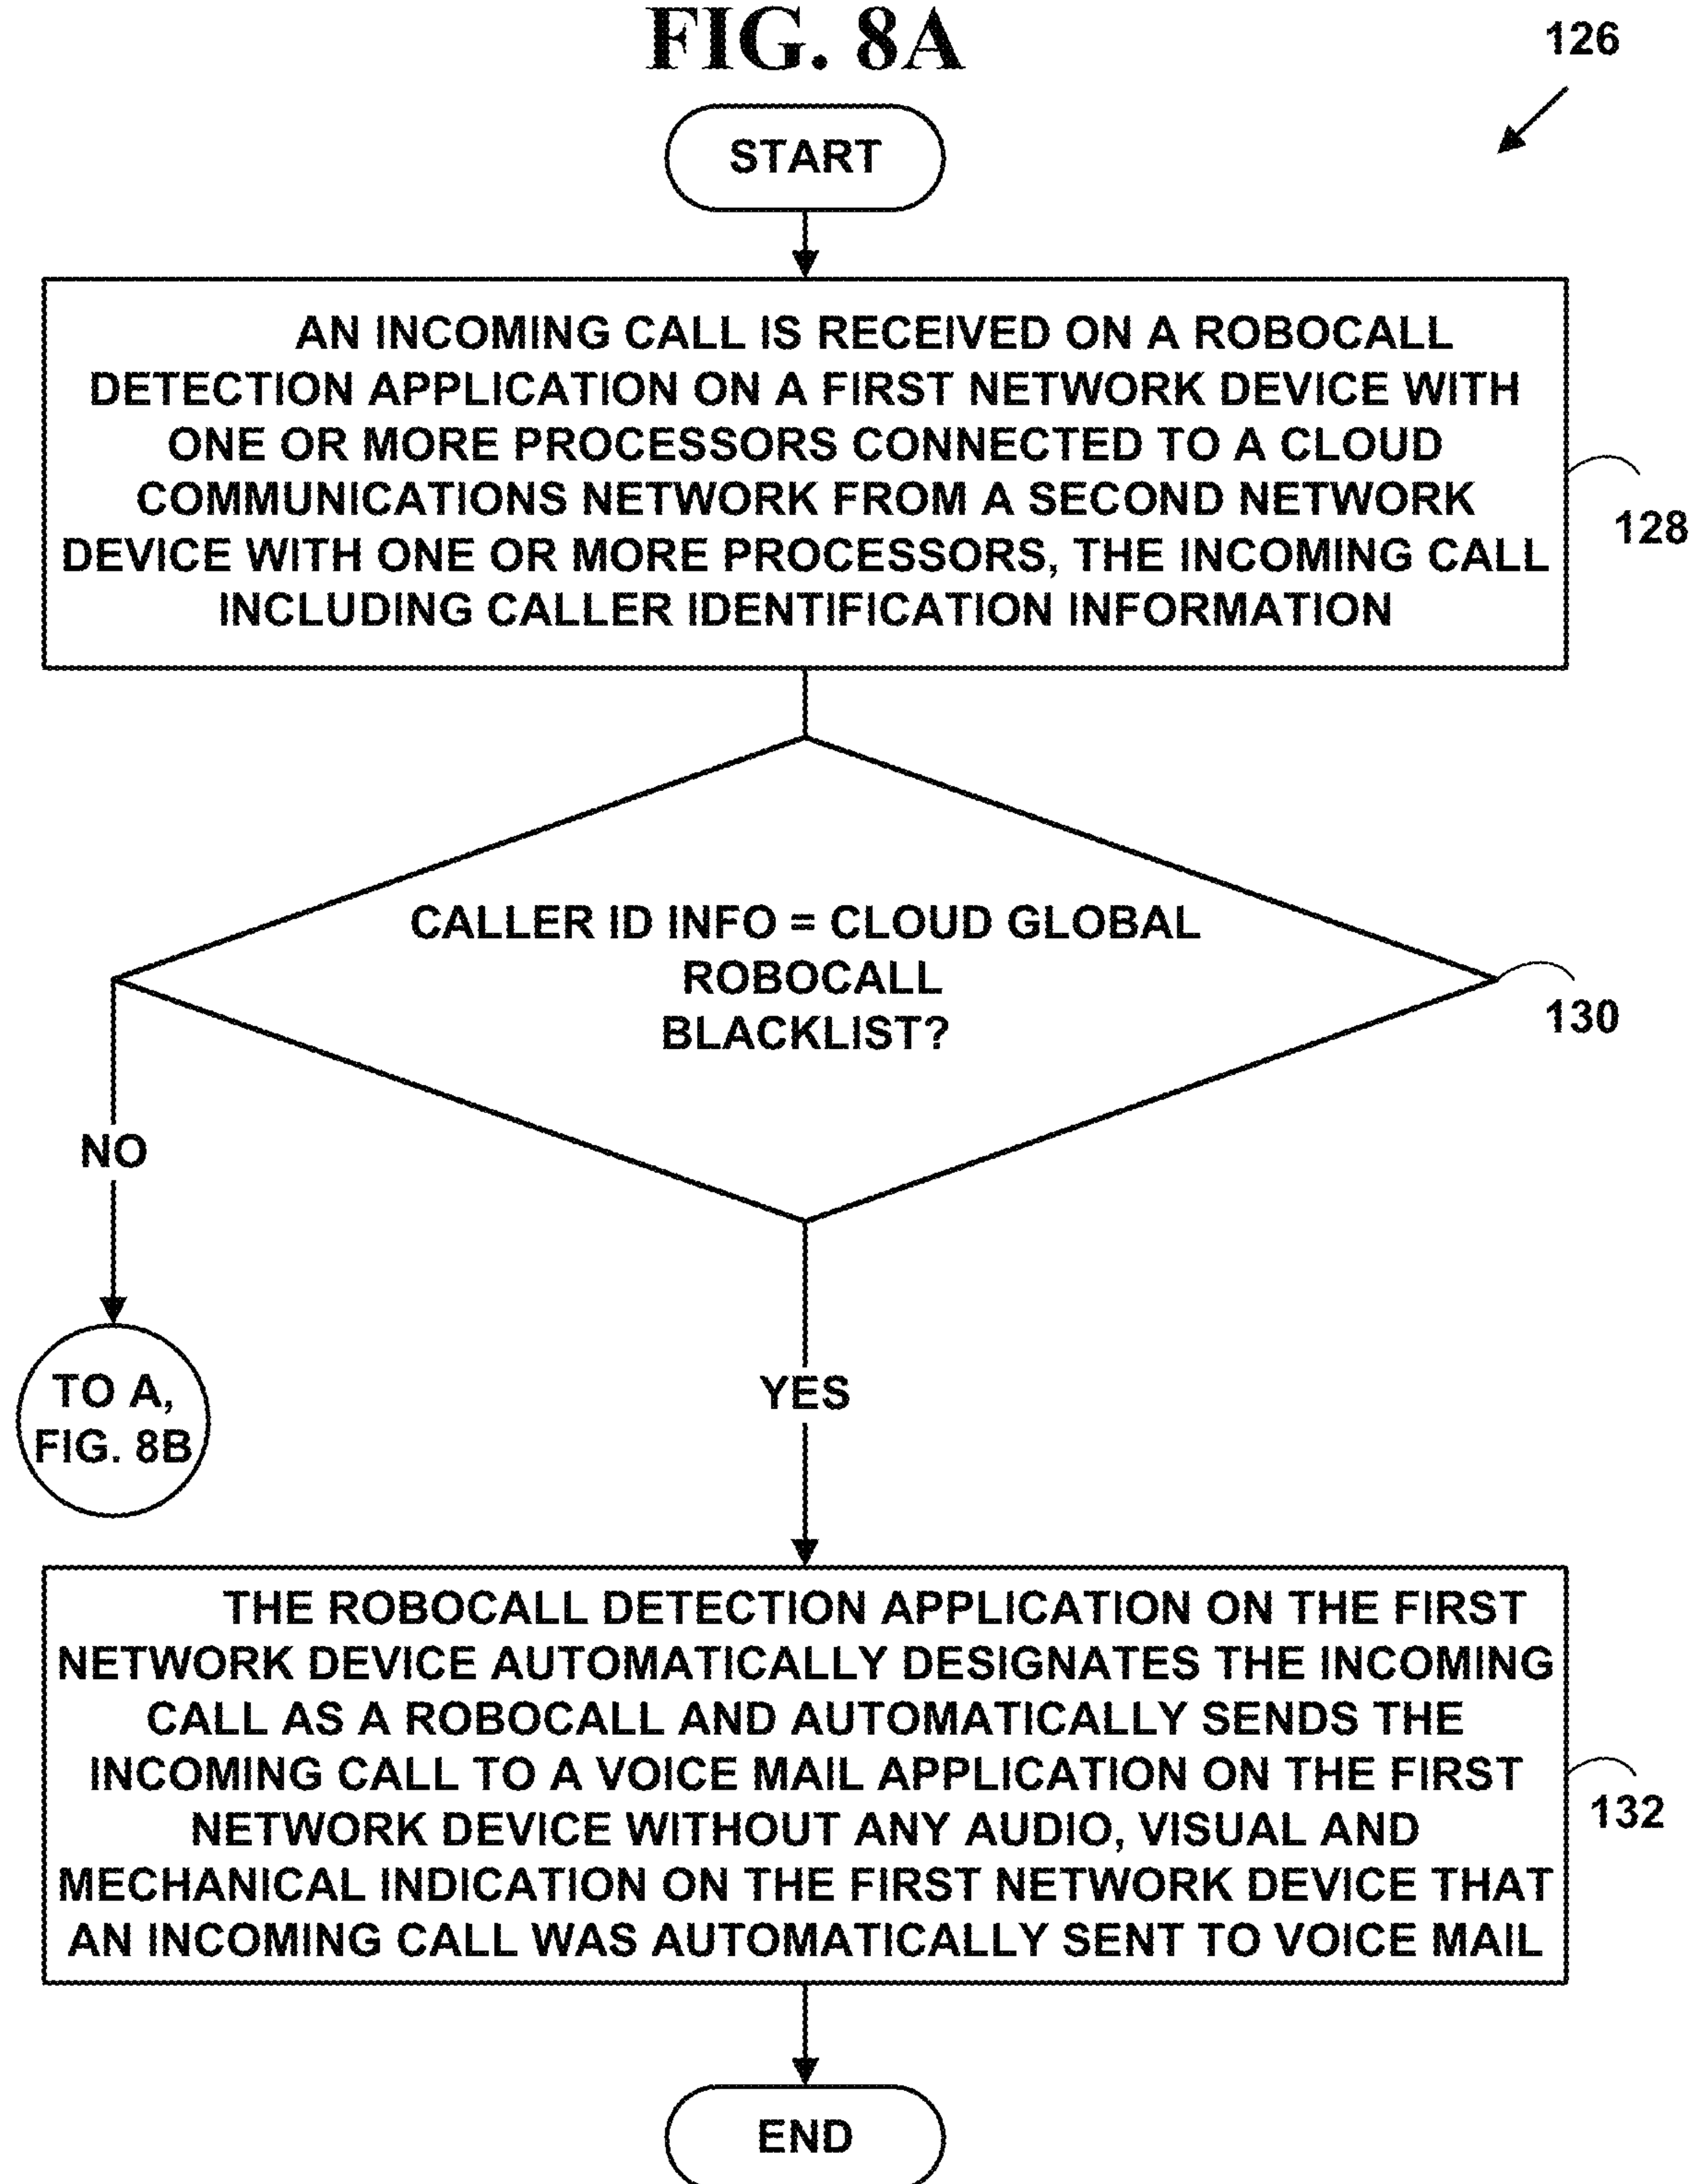 FIG. 8A
126
START
AN INCOMING CALL IS RECEIVED ON A ROBOCALL
DETECTION APPLICATION ON A FIRST NETWORK DEVICE WITH
ONE OR MORE PROCESSORS CONNECTED TO A CLOUD
COMMUNICATIONS NETWORK FROM A SECOND NETWORK
DEVICE WITH ONE OR MORE PROCESSORS, THE INCOMING CALL
INCLUDING CALLER IDENTIFICATION INFORMATION
128
CALLER ID INFO = CLOUD GLOBAL
ROBOCALL
BLACKLIST?
130
NO
TO A,
FIG. 8B
YES
THE ROBOCALL DETECTION APPLICATION ON THE FIRST
NETWORK DEVICE AUTOMATICALLY DESIGNATES THE INCOMING
CALL AS A ROBOCALL AND AUTOMATICALLY SENDS THE
INCOMING CALL TO A VOICE MAIL APPLICATION ON THE FIRST
NETWORK DEVICE WITHOUT ANY AUDIO, VISUAL AND
MECHANICAL INDICATION ON THE FIRST NETWORK DEVICE THAT
AN INCOMING CALL WAS AUTOMATICALLY SENT TO VOICE MAIL
132
END